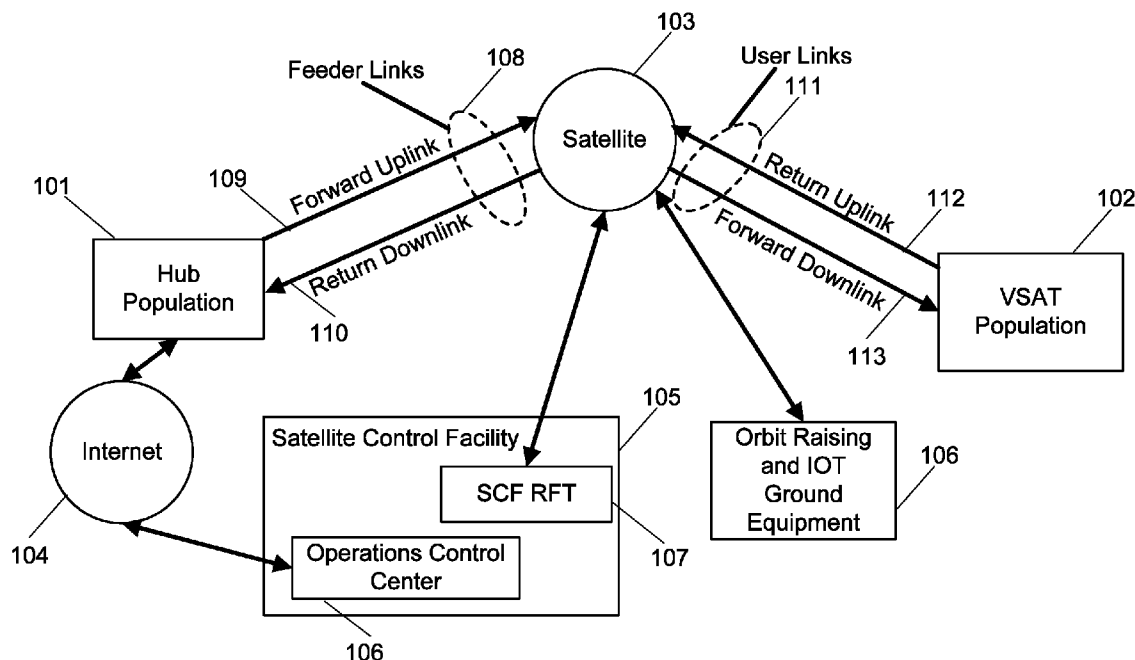 103
Feeder Links
108
User Links
111
Satellite
Forward Uplink
109
Return Downlink
110
Return Uplink
112
Forward Downlink
113
101
Hub
Population
102
VSAT
Population
Internet
104
105
Satellite Control Facility
SCF RFT
107
Operations Control
Center
106
Orbit Raising
and IOT
Ground
Equipment
106